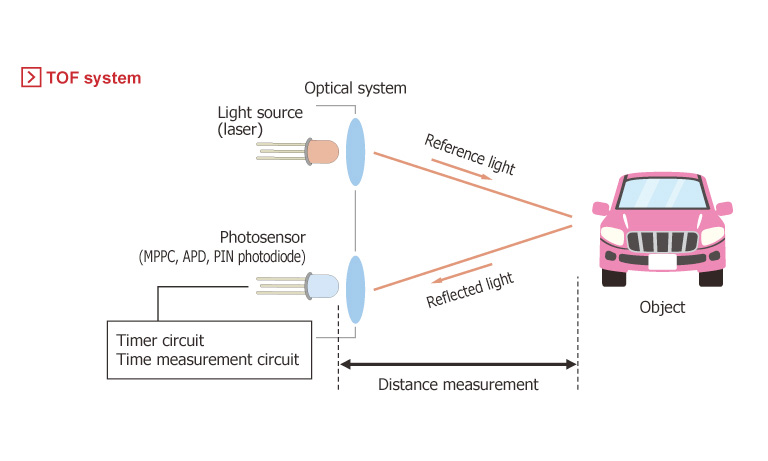 TOF system
Optical system
Light source
(laser)
Reference light
Photosensor
(MPPC, APD, PIN photodiode)
Reflected light
Object
Timer circuit
Time measurement circuit
Distance measurement